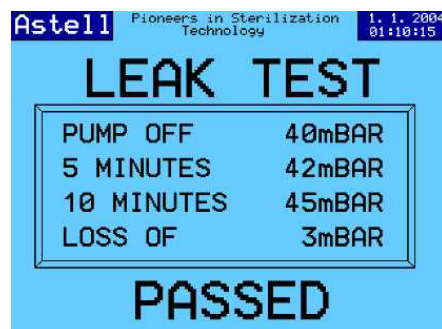 Astell
Pioneers in Sterilization
Technology
1. 1. 2004
01:10:15
LEAK TEST
PUMP OFF 40mBAR
5 MINUTES 42mBAR
10 MINUTES 45mBAR
LOSS OF 3mBAR
PASSED